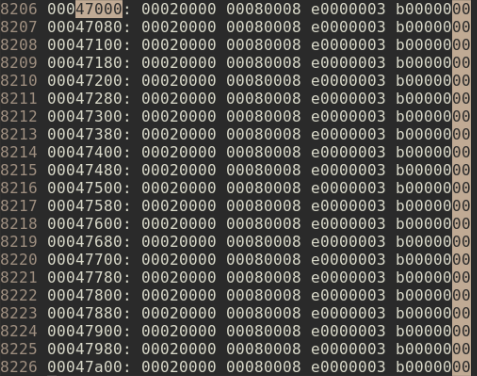 8206 00047000: 00020000 00080008 e0000003 b0000000
8207 00047080: 00020000 00080008 e0000003 b0000000
8208 00047100: 00020000 00080008 e0000003 b0000000
8209 00047180: 00020000 00080008 e0000003 b0000000
8210 00047200: 00020000 00080008 e0000003 b0000000
8211 00047280: 00020000 00080008 e0000003 b0000000
8212 00047300: 00020000 00080008 e0000003 b0000000
8213 00047380: 00020000 00080008 e0000003 b0000000
8214 00047400: 00020000 00080008 e0000003 b0000000
8215 00047480: 00020000 00080008 e0000003 b0000000
8216 00047500: 00020000 00080008 e0000003 b0000000
8217 00047580: 00020000 00080008 e0000003 b0000000
8218 00047600: 00020000 00080008 e0000003 b0000000
8219 00047680: 00020000 00080008 e0000003 b0000000
8220 00047700: 00020000 00080008 e0000003 b0000000
8221 00047780: 00020000 00080008 e0000003 b0000000
8222 00047800: 00020000 00080008 e0000003 b0000000
8223 00047880: 00020000 00080008 e0000003 b0000000
8224 00047900: 00020000 00080008 e0000003 b0000000
8225 00047980: 00020000 00080008 e0000003 b0000000
8226 00047a00: 00020000 00080008 e0000003 b0000000